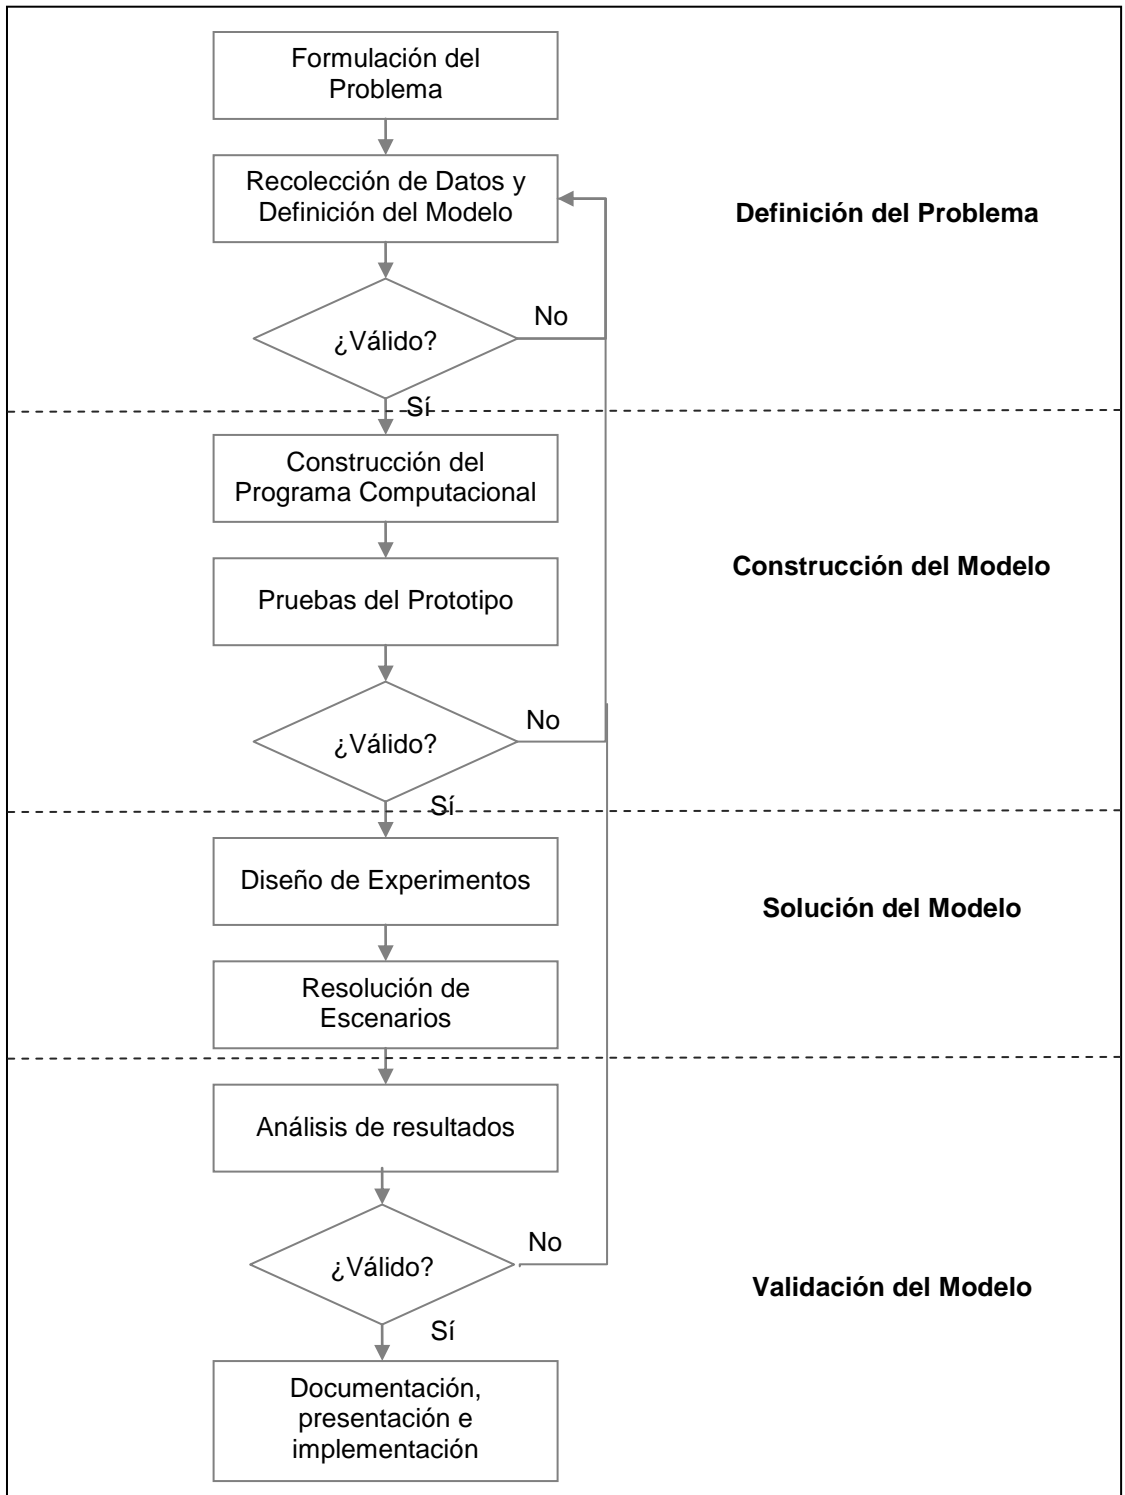 Formulación del
Problema
Recolección de Datos y
Definición del Modelo
Definición del Problema
No
¿Válido?
Sí
Construcción del
Programa Computacional
Construcción del Modelo
Pruebas del Prototipo
No
¿Válido?
Sí
Diseño de Experimentos
Solución del Modelo
Resolución de
Escenarios
Análisis de resultados
No
¿Válido?
Validación del Modelo
Sí
Documentación,
presentación e
implementación